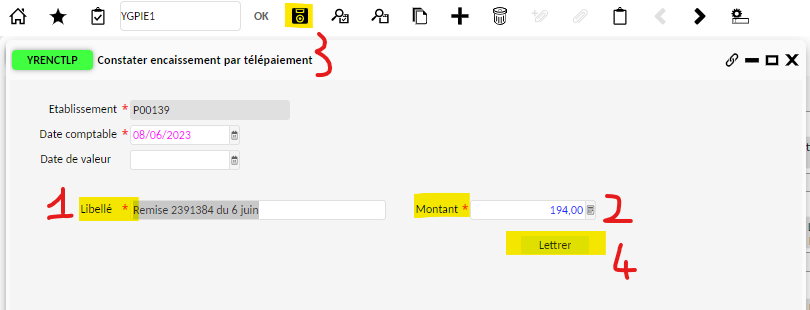 YGPIE1 OK
YRENCTLP Constater encaissement par télépaiement 3
Etablissement * P00139
Date comptable * 08/06/2023
Date de valeur
1 Libellé * Remise 2391384 du 6 juin Montant * 194,00 2
Lettrer 4